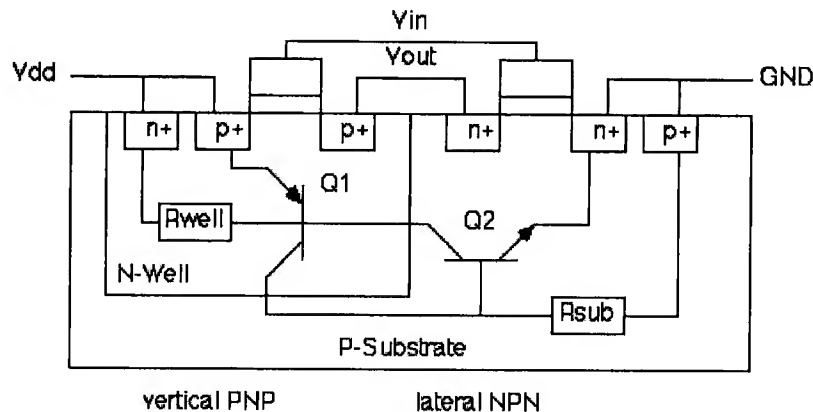 Vin
Vout
Vdd
GND
n+ p+ p+ n+ n+ p+
Q1
Rwell
Q2
N-Well
Rsub
P-Substrate
vertical PNP lateral NPN